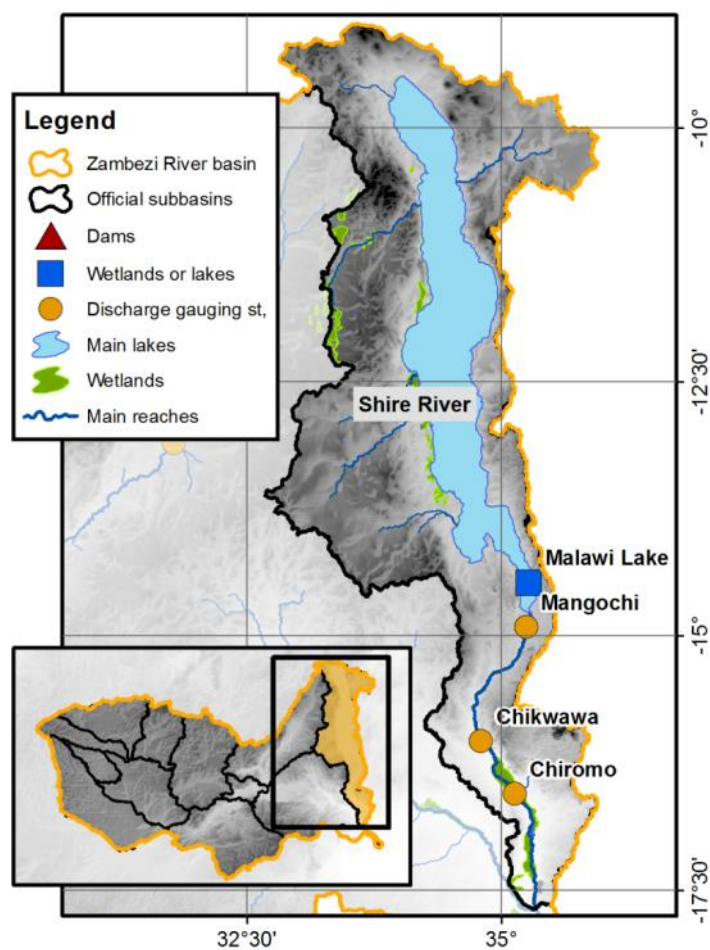 Legend
Zambezi River basin
Official subbasins
Dams
Wetlands or lakes
Discharge gauging st,
Main lakes
Wetlands
Main reaches
Shire River
Malawi Lake
Mangochi
Chikwawa
Chiromo
-10°
-12°30'
-15°
-17°30'
32°30'
35°